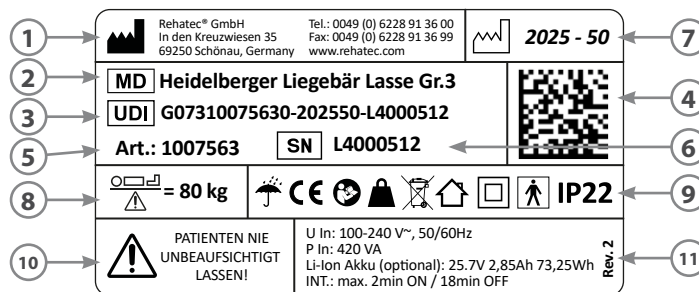 1
Rehatec® GmbH
In den Kreuzwiesen 35
69250 Schönau, Germany
Tel.: 0049 (0) 6228 91 36 00
Fax: 0049 (0) 6228 91 36 99
www.rehatec.com
2025 - 50
7
2
MD Heidelberger Liegebär Lasse Gr.3
3
UDI G07310075630-202550-L4000512
4
5
Art.: 1007563
SN L4000512
6
8
= 80 kg
CE
IP22
9
10
PATIENTEN NIE
UNBEAUFSICHTIGT
LASSEN!
U In: 100-240 V~, 50/60Hz
P In: 420 VA
Li-Ion Akku (optional): 25.7V 2,85Ah 73,25Wh
INT.: max. 2min ON / 18min OFF
Rev. 2
11